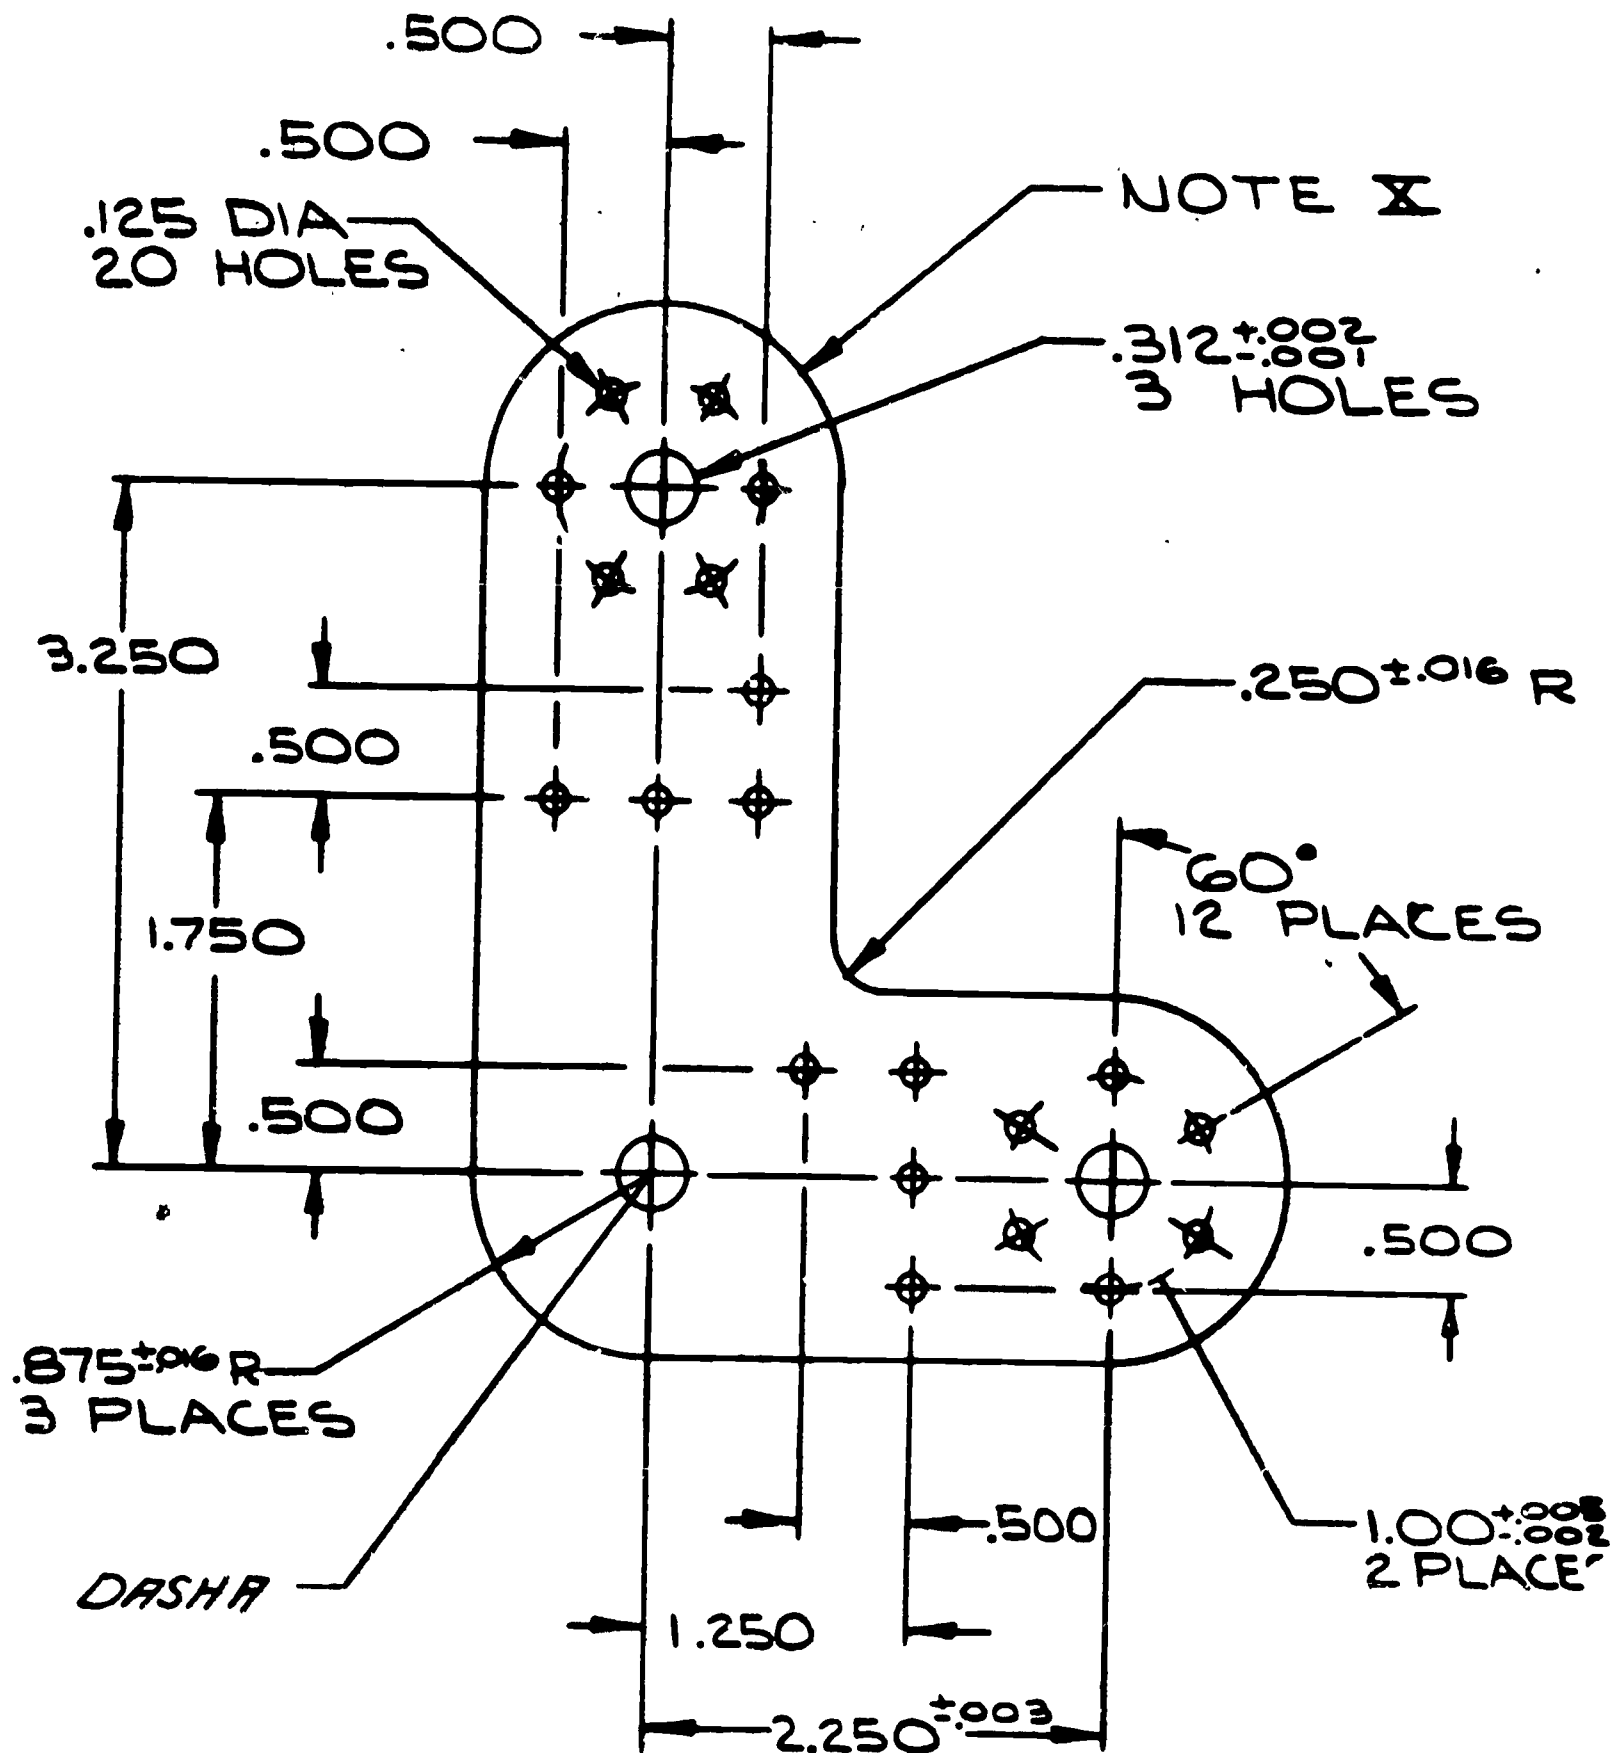 .500
.500
NOTE X
.125 DIA
20 HOLES
.312 +.002
-.001
3 HOLES
3.250
.250 ±.016 R
.500
60°
12 PLACES
1.750
.500
.500
.875 ±.016 R
3 PLACES
.500
1.00
-.002
2 PLACE
DASH A
1.250
2.250 ±.003